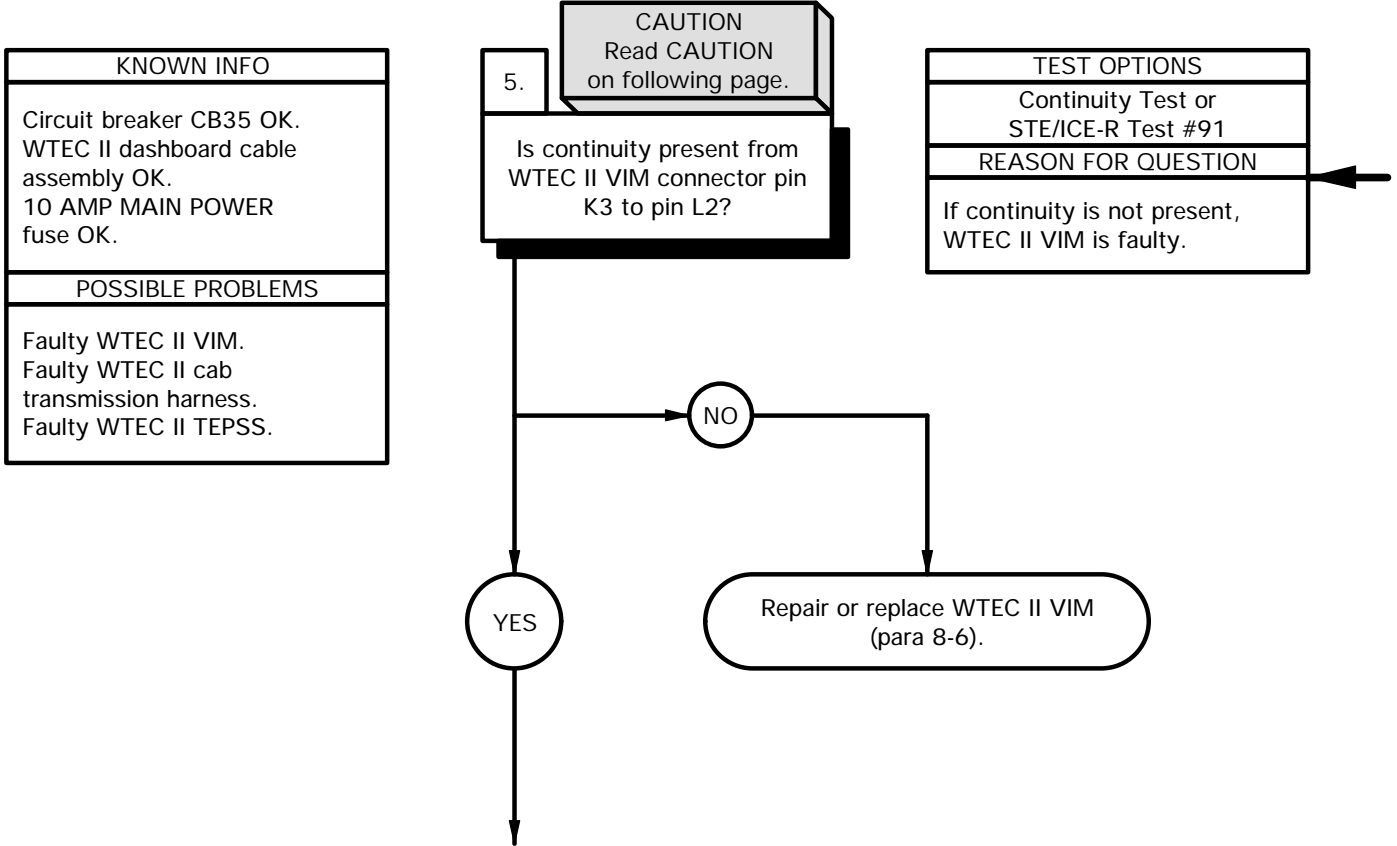 KNOWN INFO
Circuit breaker CB35 OK.
WTEC II dashboard cable
assembly OK.
10 AMP MAIN POWER
fuse OK.
POSSIBLE PROBLEMS
Faulty WTEC II VIM.
Faulty WTEC II cab
transmission harness.
Faulty WTEC II TEPSS.
CAUTION
Read CAUTION
on following page.
5.
Is continuity present from
WTEC II VIM connector pin
K3 to pin L2?
TEST OPTIONS
Continuity Test or
STE/ICE-R Test #91
REASON FOR QUESTION
If continuity is not present,
WTEC II VIM is faulty.
NO
YES
Repair or replace WTEC II VIM
(para 8-6).